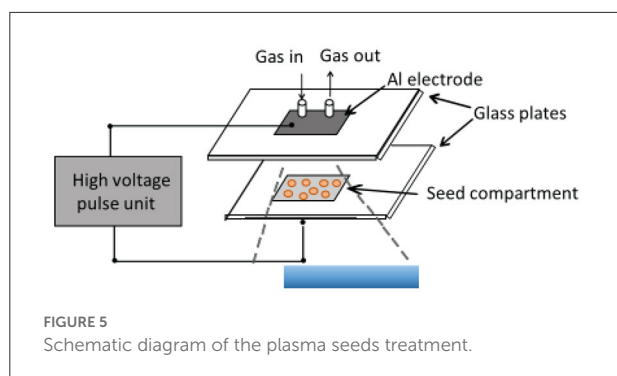 Gas in
Gas out
Al electrode
Glass plates
High voltage
pulse unit
Seed compartment
FIGURE 5
Schematic diagram of the plasma seeds treatment.